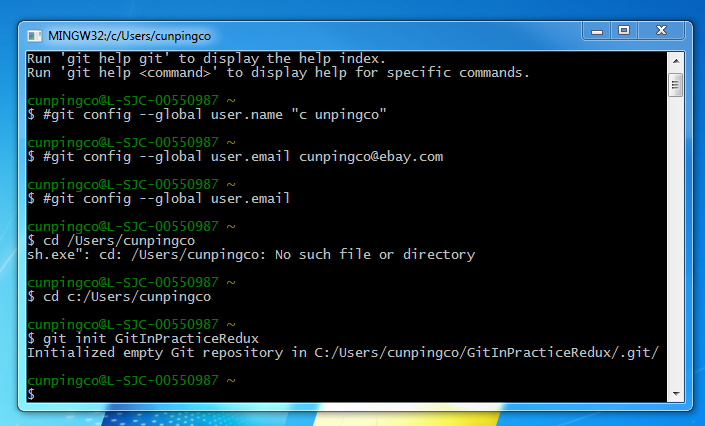 MINGW32:/c/Users/cunpingco
Run 'git help git' to display the help index.
Run 'git help <command>' to display help for specific commands.
cunpingco@L-SJC-00550987 ~
$ #git config --global user.name "c unpingco"
cunpingco@L-SJC-00550987 ~
$ #git config --global user.email cunpingco@ebay.com
cunpingco@L-SJC-00550987 ~
$ #git config --global user.email
cunpingco@L-SJC-00550987 ~
$ cd /Users/cunpingco
sh.exe": cd: /Users/cunpingco: No such file or directory
cunpingco@L-SJC-00550987 ~
$ cd c:/Users/cunpingco
cunpingco@L-SJC-00550987 ~
$ git init GitInPracticeRedux
Initialized empty Git repository in C:/Users/cunpingco/GitInPracticeRedux/.git/
cunpingco@L-SJC-00550987 ~
$